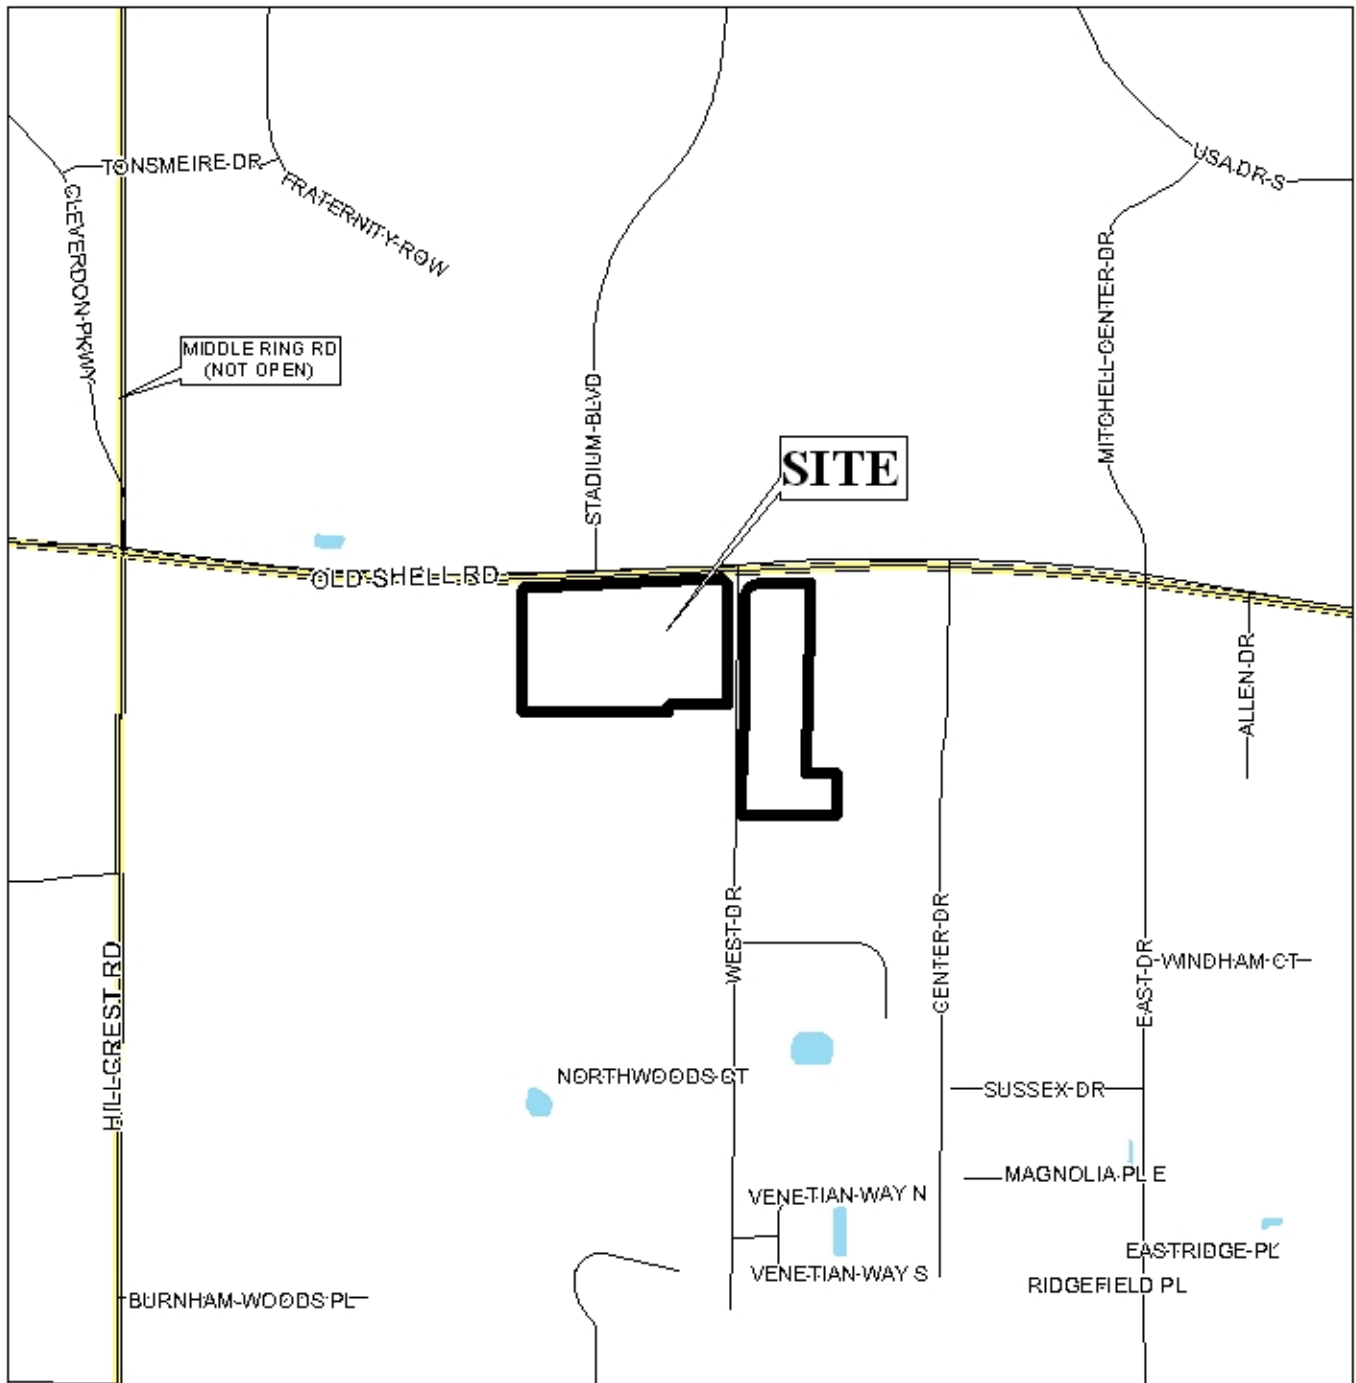 TONSMEIRE DR
USA DR S
CLEVERDON PKWY
FRATERNITY ROW
MITCHELL CENTER DR
MIDDLE RING RD
(NOT OPEN)
STADIUM BLVD
SITE
OLD SHELL RD
ALLEN DR
WEST DR
CENTER DR
EAST DR
WINDHAM CT
HILLCREST RD
NORTHWOODS CT
SUSSEX DR
MAGNOLIA PL E
VENETIAN WAY N
EASTRIDGE PL
VENETIAN WAY S
RIDGEFIELD PL
BURNHAM WOODS PL